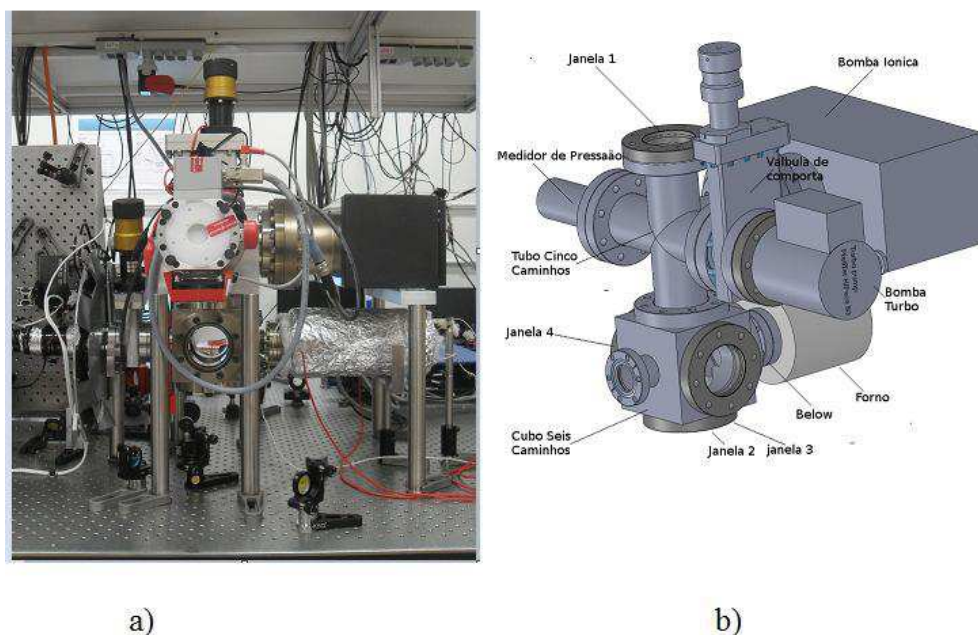 Janela 1
Bomba Ionica
Medidor de Pressaão
Valbula de
comporta
Tubo Cinco
Caminhos
Bomba
Turbo
Janela 4
Forno
Below
Cubo Seis
Caminhos
Janela 2
janela 3
a)
b)